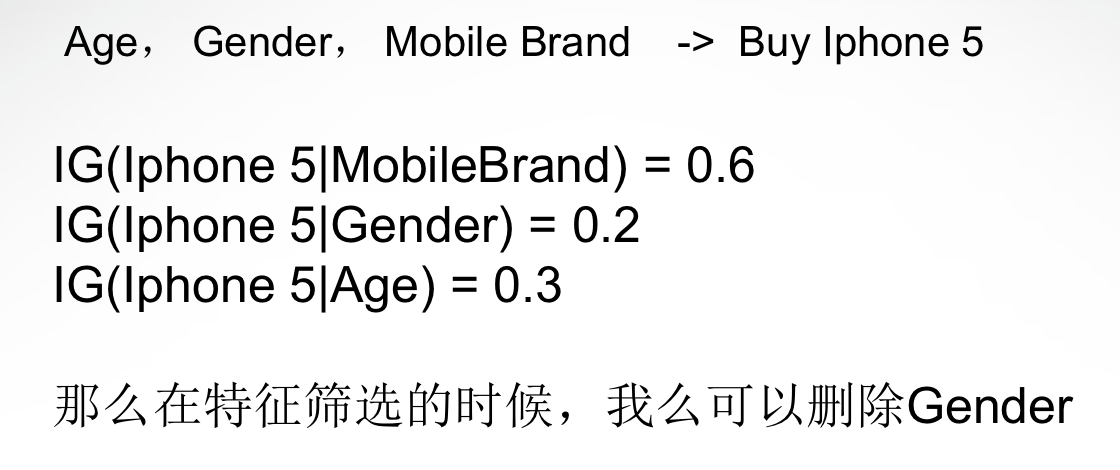 Age， Gender， Mobile Brand -> Buy Iphone 5
IG(Iphone 5|MobileBrand) = 0.6
IG(Iphone 5|Gender) = 0.2
IG(Iphone 5|Age) = 0.3
那么在特征筛选的时候，我么可以删除Gender